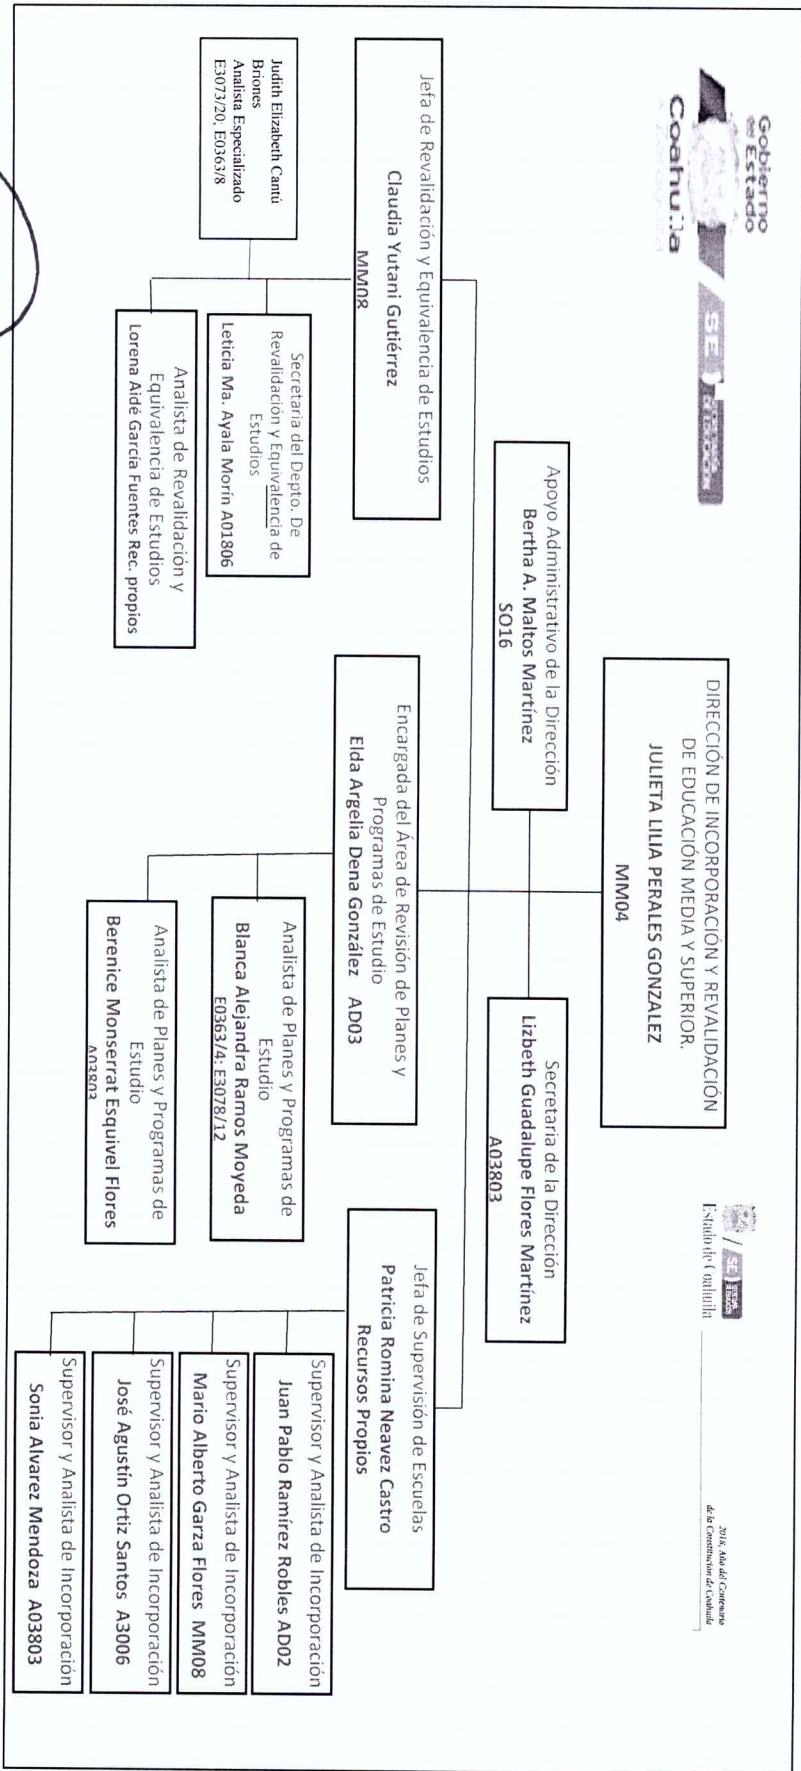 Gobierno
del Estado
Coahuila
SE
SE
Estado de Coahuila
2018, Año del Centenario
de la Constitución de Coahuila
DIRECCIÓN DE INCORPORACIÓN Y REVALIDACIÓN
DE EDUCACIÓN MEDIA Y SUPERIOR.
JULIETA LILIA PERALES GONZALEZ
MM04
Apoyo Administrativo de la Dirección
Bertha A. Maltos Martínez
SO16
Secretaria de la Dirección
Lizbeth Guadalupe Flores Martínez
A03803
Jefa de Revalidación y Equivalencia de Estudios
Claudia Yutani Gutiérrez
MM08
Encargada del Área de Revisión de Planes y
Programas de Estudio
Elda Argelia Dena González AD03
Jefa de Supervisión de Escuelas
Patricia Romina Neavez Castro
Recursos Propios
Judith Elizabeth Cantú
Briones
Analista Especializado
E3073/20; E0363/8
Secretaria del Depto. De
Revalidación y Equivalencia de
Estudios
Leticia Ma. Ayala Morín A01806
Analista de Revalidación y
Equivalencia de Estudios
Lorena Aidé García Fuentes Rec. propios
Analista de Planes y Programas de
Estudio
Blanca Alejandra Ramos Moyeda
E0363/4: E3078/12
Analista de Planes y Programas de
Estudio
Berenice Monserrat Esquivel Flores
A03803
Supervisor y Analista de Incorporación
Juan Pablo Ramírez Robles AD02
Supervisor y Analista de Incorporación
Mario Alberto Garza Flores MM08
Supervisor y Analista de Incorporación
José Agustín Ortiz Santos A3006
Supervisor y Analista de Incorporación
Sonia Alvarez Mendoza A03803